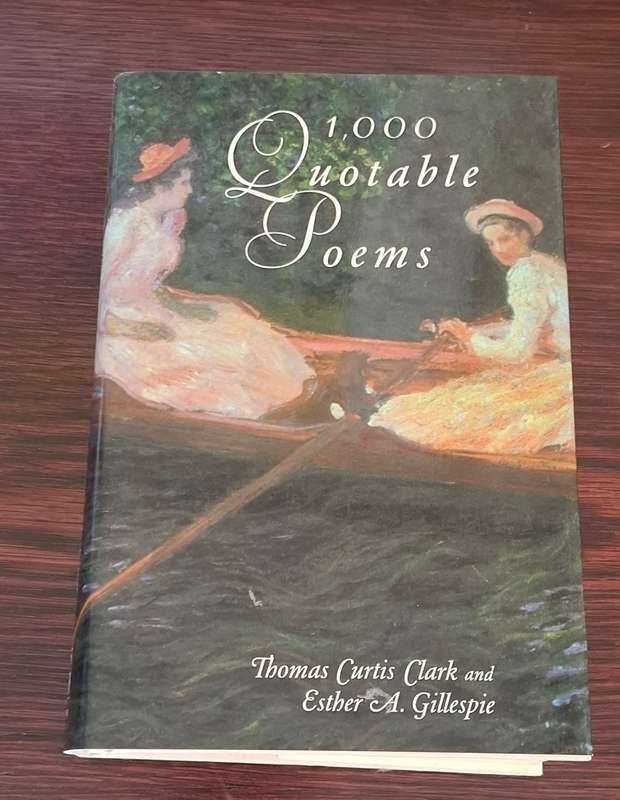 1,000
Quotable
Poems
Thomas Curtis Clark and
Esther A. Gillespie